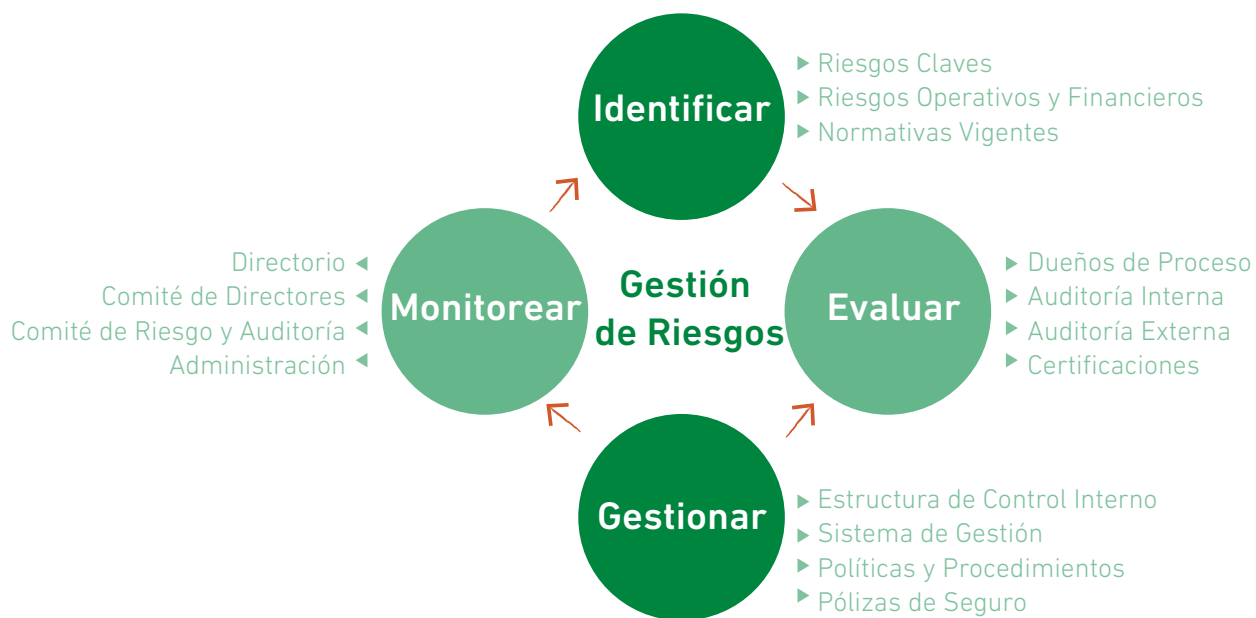 Identificar
Riesgos Claves
Riesgos Operativos y Financieros
Normativas Vigentes
Directorio
Comité de Directores
Comité de Riesgo y Auditoría
Administración
Monitorear
Gestión
de Riesgos
Evaluar
Dueños de Proceso
Auditoría Interna
Auditoría Externa
Certificaciones
Gestionar
Estructura de Control Interno
Sistema de Gestión
Políticas y Procedimientos
Pólizas de Seguro